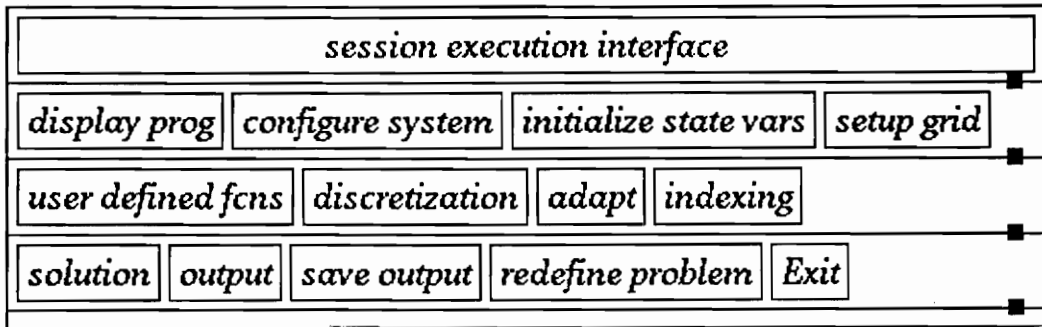 session execution interface
display prog configure system initialize state vars setup grid
user defined fcns discretization adapt indexing
solution output save output redefine problem Exit